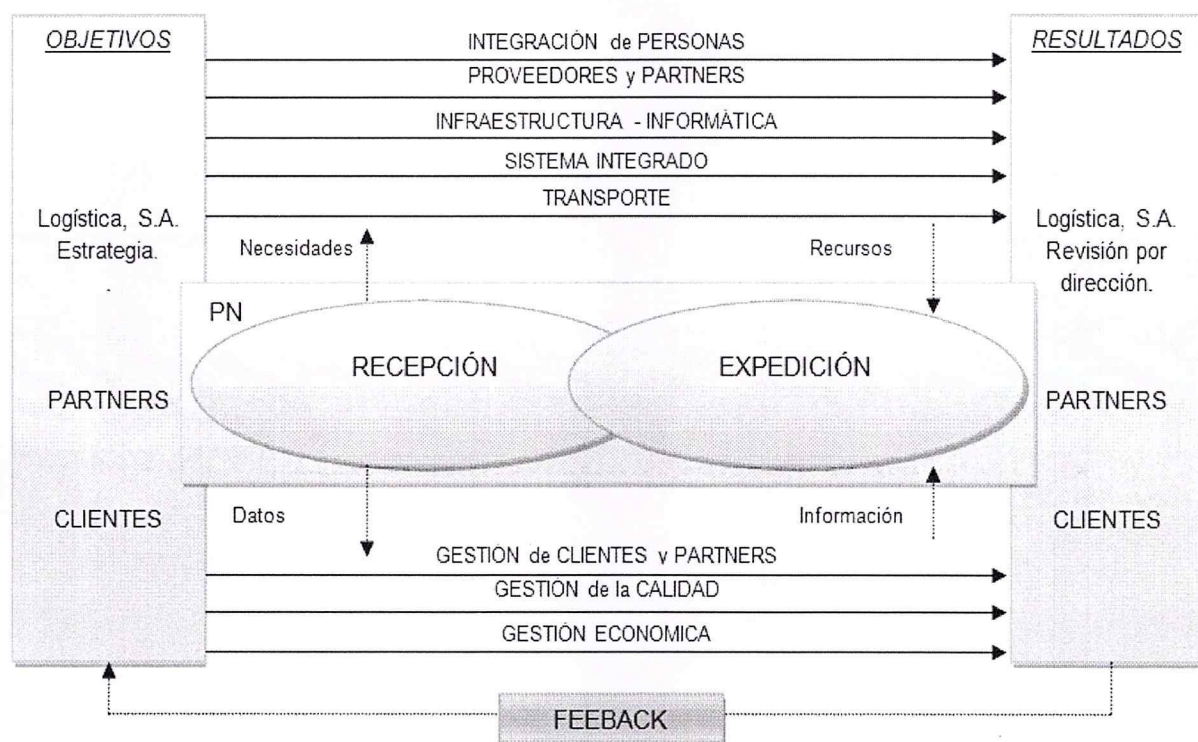 OBJETIVOS
INTEGRACIÓN de PERSONAS
RESULTADOS
PROVEEDORES y PARTNERS
INFRAESTRUCTURA - INFORMÁTICA
SISTEMA INTEGRADO
TRANSPORTE
Logística, S.A.
Estrategia.
Necesidades
Recursos
Logística, S.A.
Revisión por
dirección.
PN
RECEPCIÓN
EXPEDICIÓN
PARTNERS
PARTNERS
CLIENTES
Datos
Información
CLIENTES
GESTIÓN de CLIENTES y PARTNERS
GESTIÓN de la CALIDAD
GESTIÓN ECONOMICA
FEEBACK